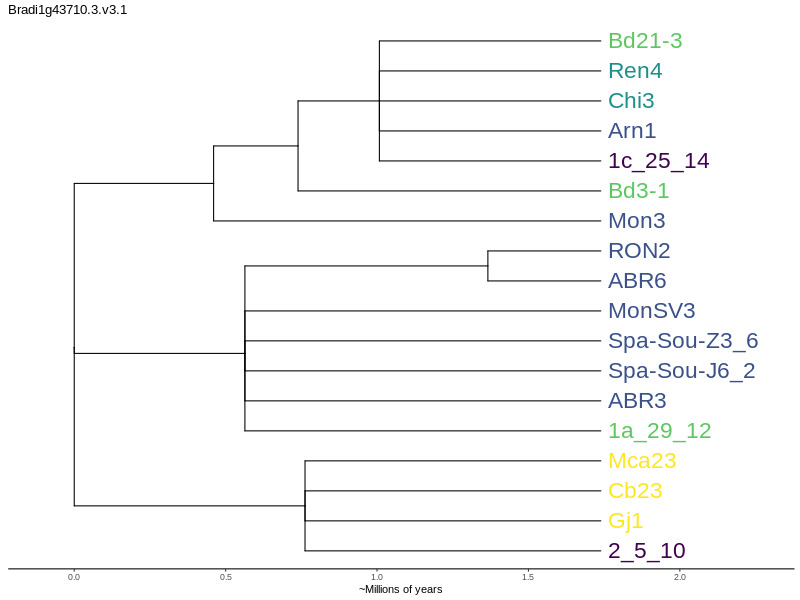 Bradi1g43710.3.v3.1
Bd21-3
Ren4
Chi3
Arn1
1c_25_14
Bd3-1
Mon3
RON2
ABR6
MonSV3
Spa-Sou-Z3_6
Spa-Sou-J6_2
ABR3
1a_29_12
Mca23
Cb23
Gj1
2_5_10
0.0 0.5 1.0 1.5 2.0
~Millions of years